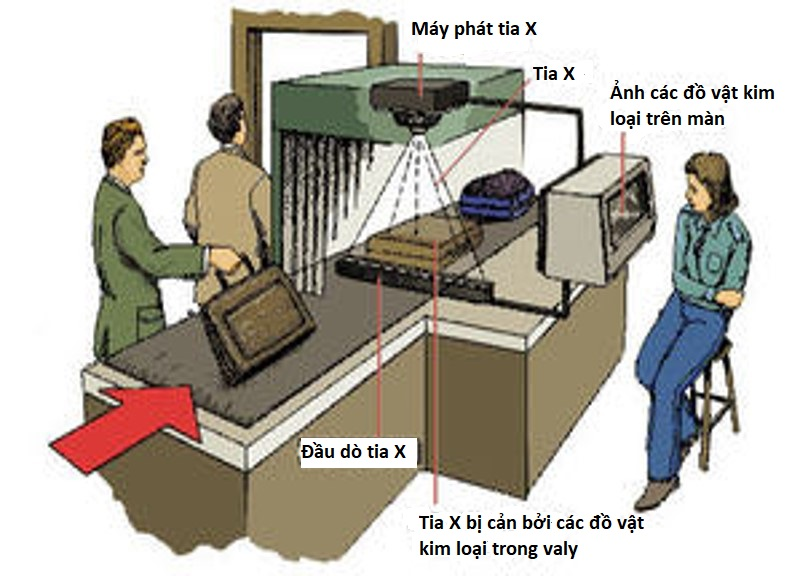 Máy phát tia X
Tia X
Ảnh các đồ vật kim
loại trên màn
Đầu dò tia X
Tia X bị cản bởi các đồ vật
kim loại trong valy